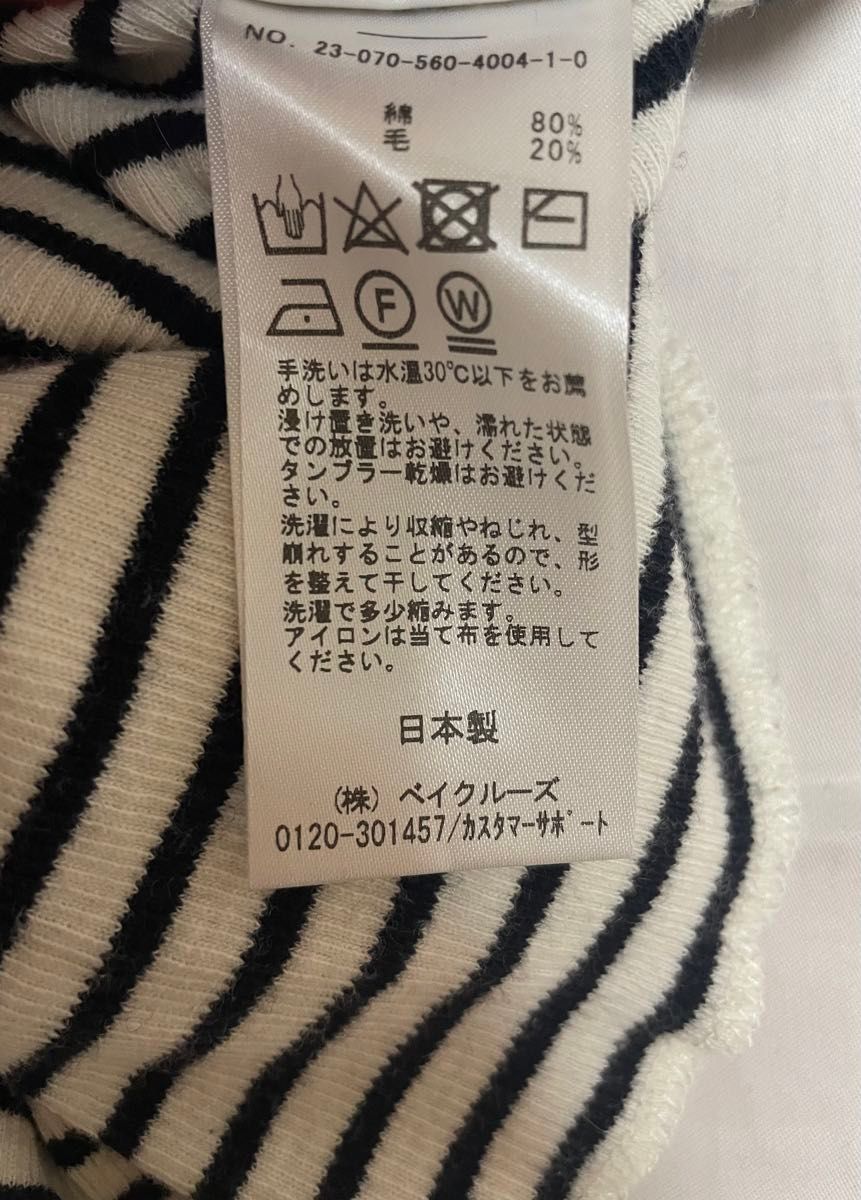 NO. 23-070-560-4004-1-0
綿 80%
毛 20%
F W
手洗いは水温30℃以下をお薦
めします。
浸け置き洗いや、濡れた状態
での放置はお避けください。
タンブラー乾燥はお避けくだ
さい。
洗濯により収縮やねじれ、型
崩れすることがあるので、形
を整えて干してください。
洗濯で多少縮みます。
アイロンは当て布を使用して
ください。
日本製
(株) ベイクルーズ
0120-301457/カスタマーサポート